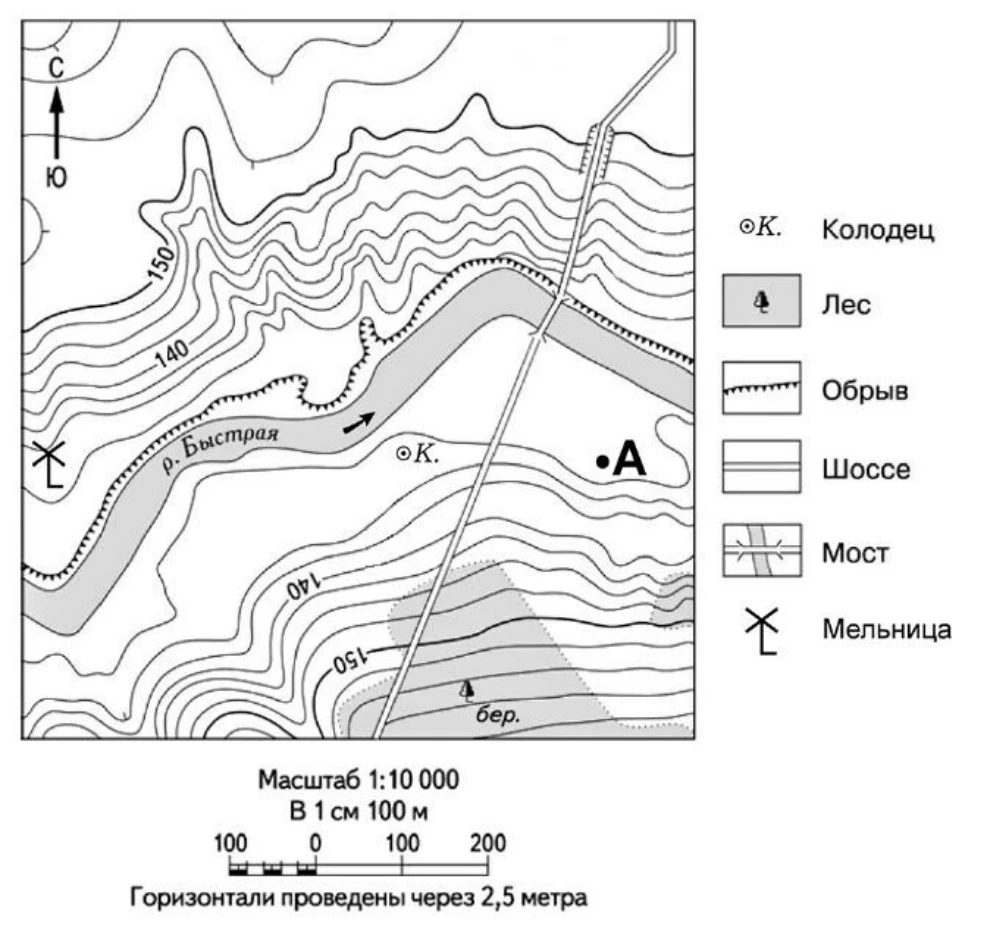 С
Ю
150
140
р. Быстрая
К.
А
140
150
бер.
К. Колодец
Лес
Обрыв
Шоссе
Мост
Мельница
Масштаб 1:10 000
В 1 см 100 м
100 0 100 200
Горизонтали проведены через 2,5 метра